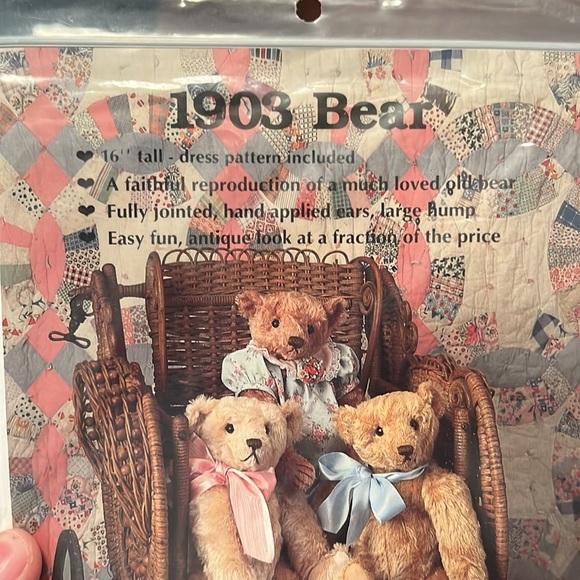 1903 Bear
❤ 16'' tall - dress pattern included
❤ A faithful reproduction of a much loved old bear
❤ Fully jointed, hand applied ears, large hump
❤ Easy fun, antique look at a fraction of the price